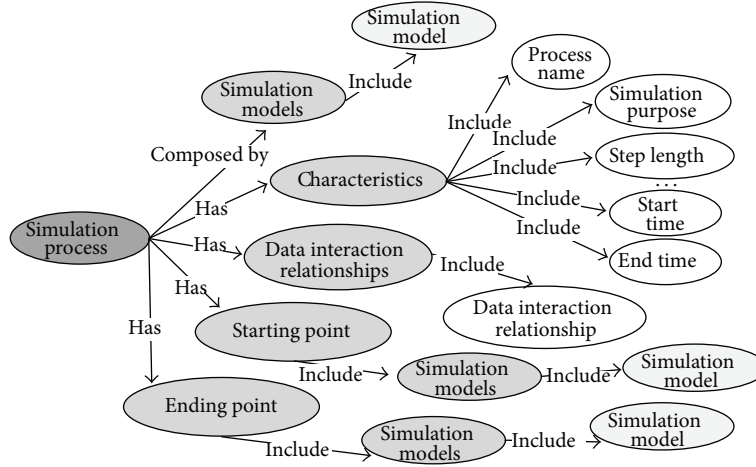 Simulation
model
Process
name
Include
Simulation
models
Simulation
purpose
Include
Include
Composed by
Include
Step length
Characteristics
...
Include
Has
Start
time
Simulation
process
Include
Has
Data interaction
relationships
End time
Include
Has
Data interaction
relationship
Has
Starting point
Include
Simulation
models
Include
Simulation
model
Ending point
Include
Simulation
models
Include
Simulation
model